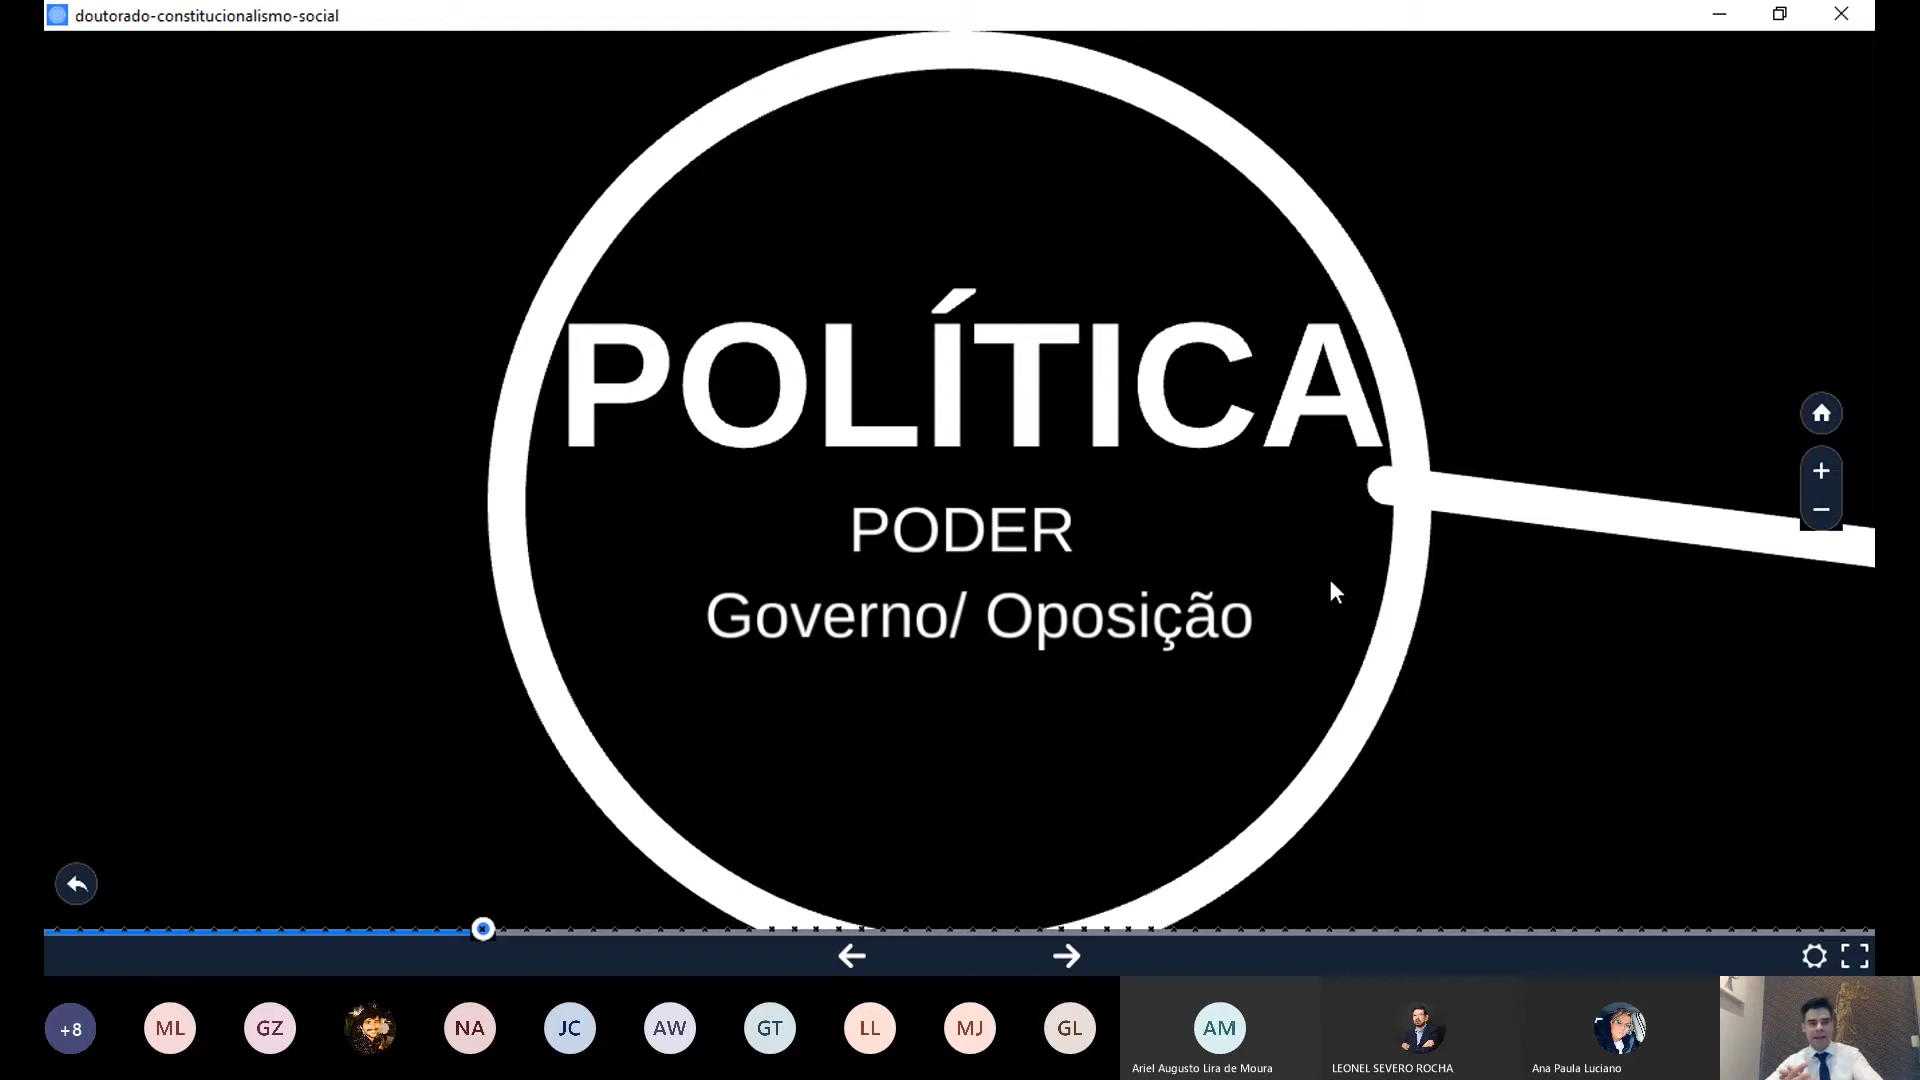 doutorado-constitucionalismo-social
POLÍTICA
PODER
Governo/ Oposição
+8
ML
GZ
NA
JC
AW
GT
LL
MJ
GL
AM
Ariel Augusto Lira de Moura
LEONEL SEVERO ROCHA
Ana Paula Luciano